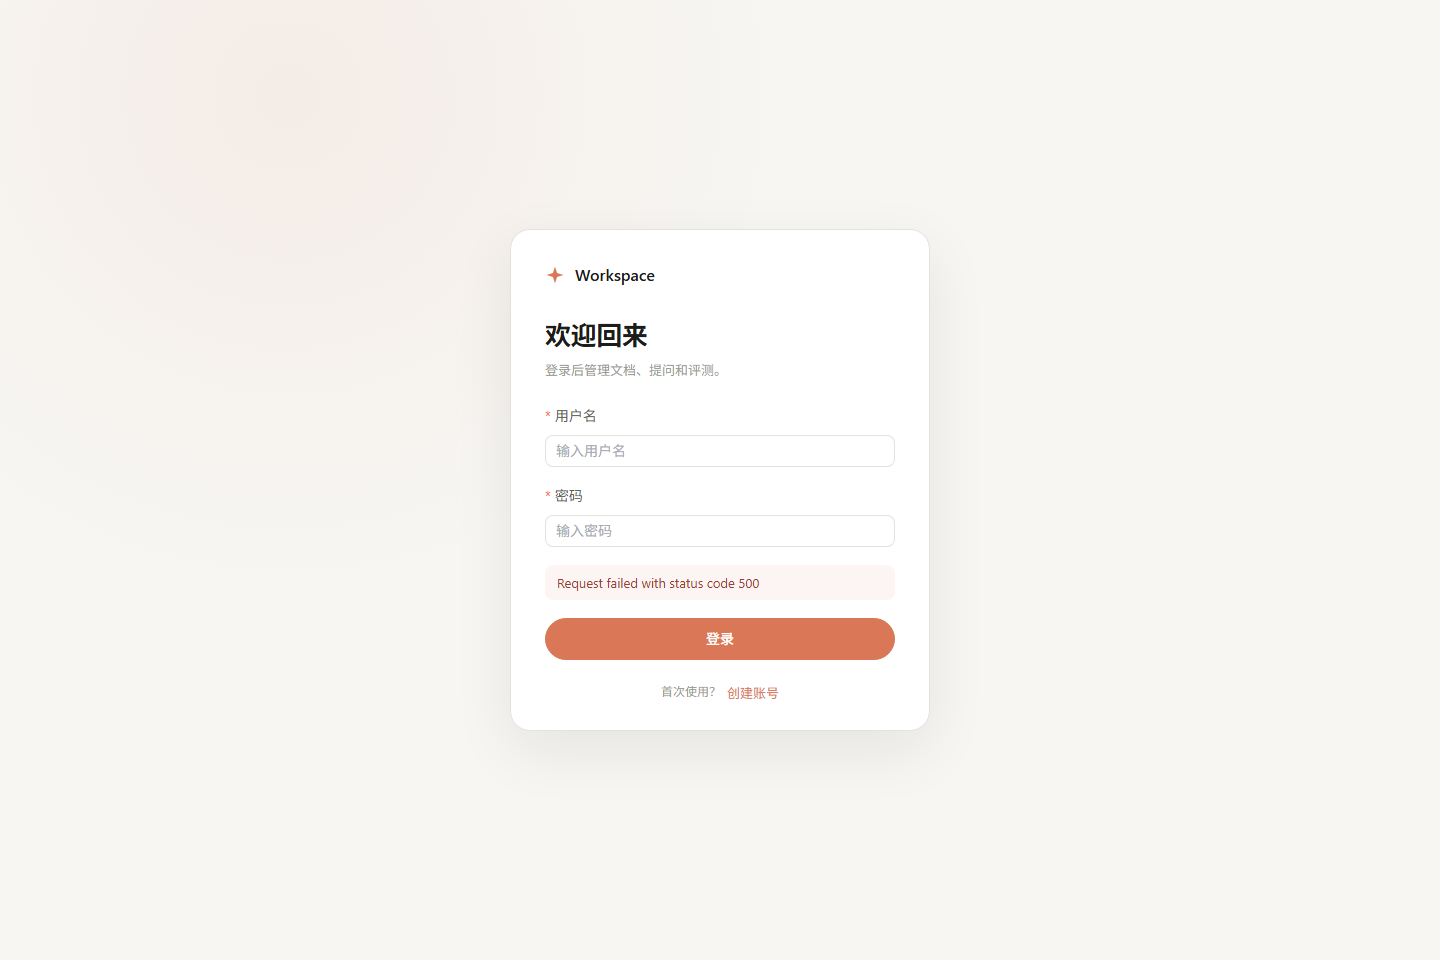 Workspace
欢迎回来
登录后管理文档、提问和评测。
* 用户名
输入用户名
* 密码
输入密码
Request failed with status code 500
登录
首次使用? 创建账号